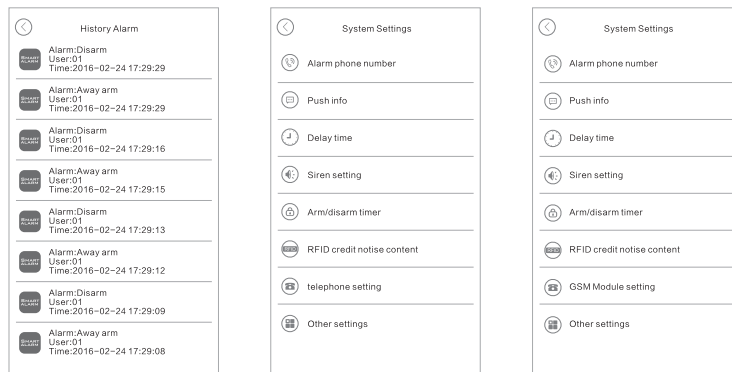 History Alarm
SMART ALARM
Alarm:Disarm
User:01
Time:2016-02-24 17:29:29
SMART ALARM
Alarm:Away arm
User:01
Time:2016-02-24 17:29:29
SMART ALARM
Alarm:Disarm
User:01
Time:2016-02-24 17:29:16
SMART ALARM
Alarm:Away arm
User:01
Time:2016-02-24 17:29:15
SMART ALARM
Alarm:Disarm
User:01
Time:2016-02-24 17:29:13
SMART ALARM
Alarm:Away arm
User:01
Time:2016-02-24 17:29:12
SMART ALARM
Alarm:Disarm
User:01
Time:2016-02-24 17:29:09
SMART ALARM
Alarm:Away arm
User:01
Time:2016-02-24 17:29:08
System Settings
Alarm phone number
Push info
Delay time
Siren setting
Arm/disarm timer
RFID
RFID credit notise content
telephone setting
Other settings
System Settings
Alarm phone number
Push info
Delay time
Siren setting
Arm/disarm timer
RFID
RFID credit notise content
GSM Module setting
Other settings